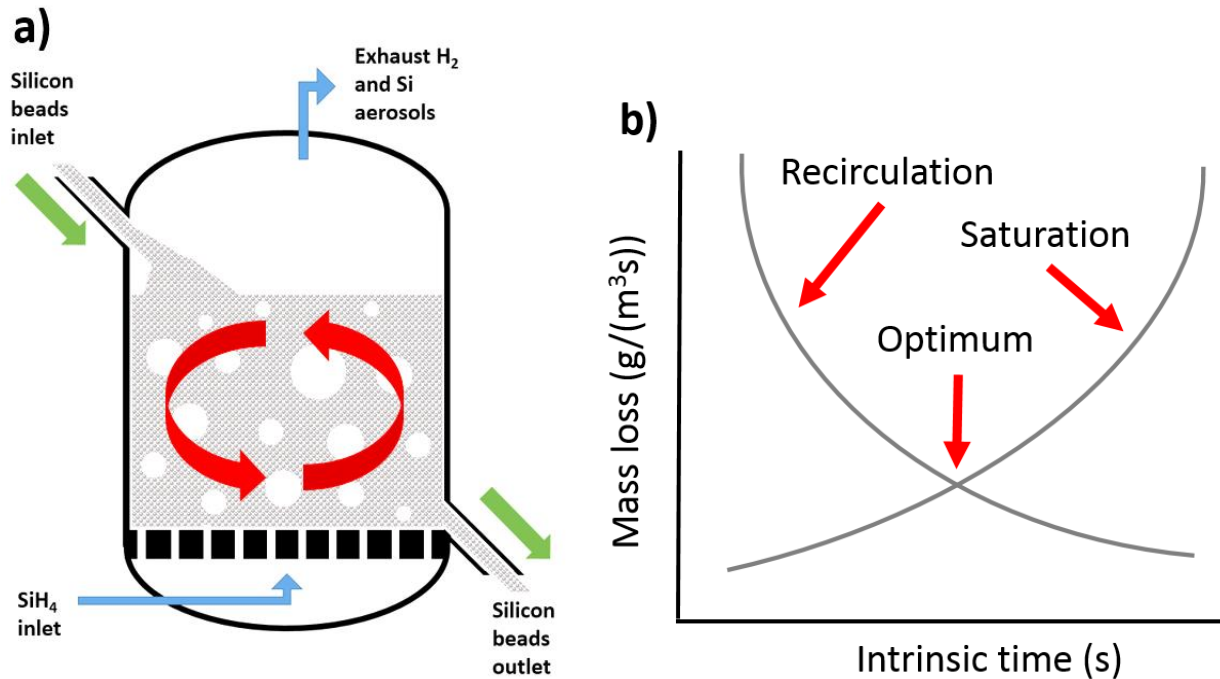 a)
Silicon
beads
inlet
Exhaust H₂
and Si
aerosols
SiH₄
inlet
Silicon
beads
outlet
b)
Recirculation
Saturation
Optimum
Mass loss (g/(m³s))
Intrinsic time (s)